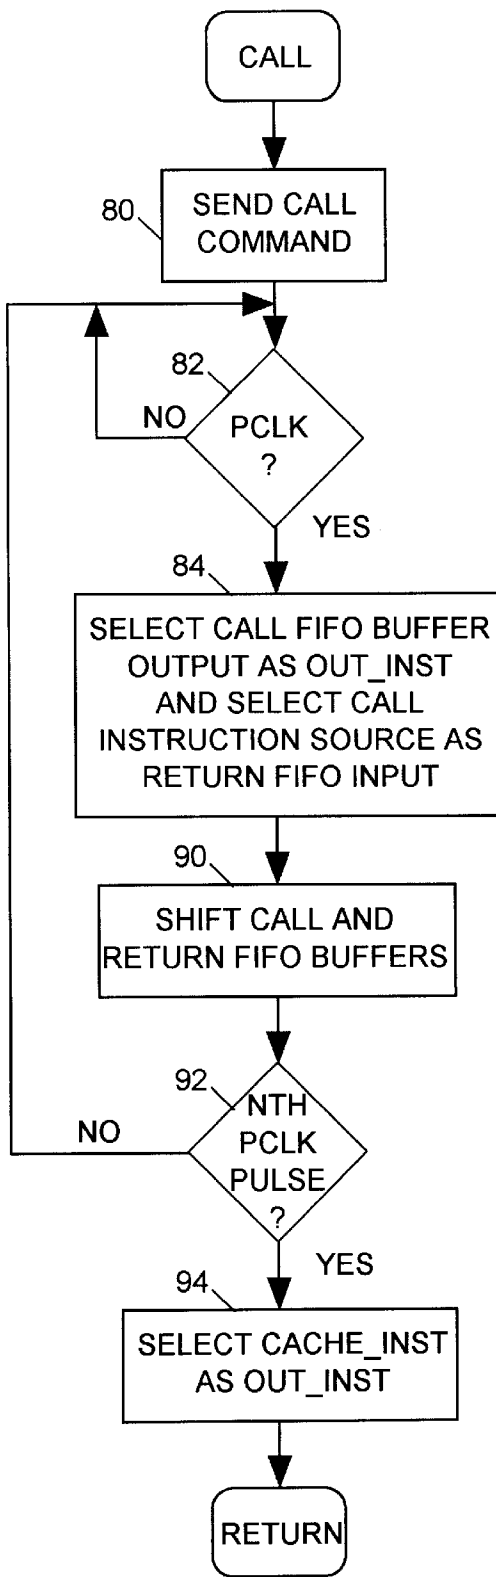 CALL
80
SEND CALL
COMMAND
82
NO
PCLK
?
YES
84
SELECT CALL FIFO BUFFER
OUTPUT AS OUT_INST
AND SELECT CALL
INSTRUCTION SOURCE AS
RETURN FIFO INPUT
90
SHIFT CALL AND
RETURN FIFO BUFFERS
92
NO
NTH
PCLK
PULSE
?
YES
94
SELECT CACHE_INST
AS OUT_INST
RETURN